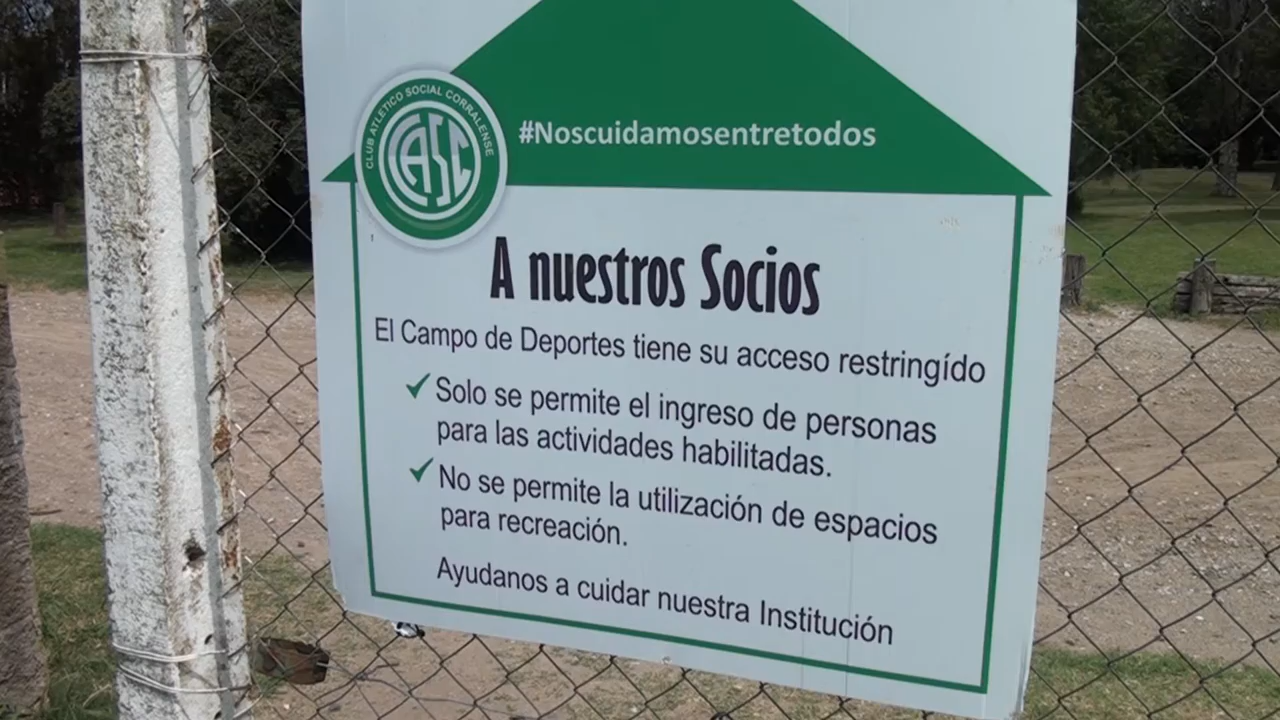 CLUB ATLETICO SOCIAL CORRALENSE
CASC
#Noscuidamosentretodos
A nuestros Socios
El Campo de Deportes tiene su acceso restringído
Solo se permite el ingreso de personas
para las actividades habilitadas.
No se permite la utilización de espacios
para recreación.
Ayudanos a cuidar nuestra Institución